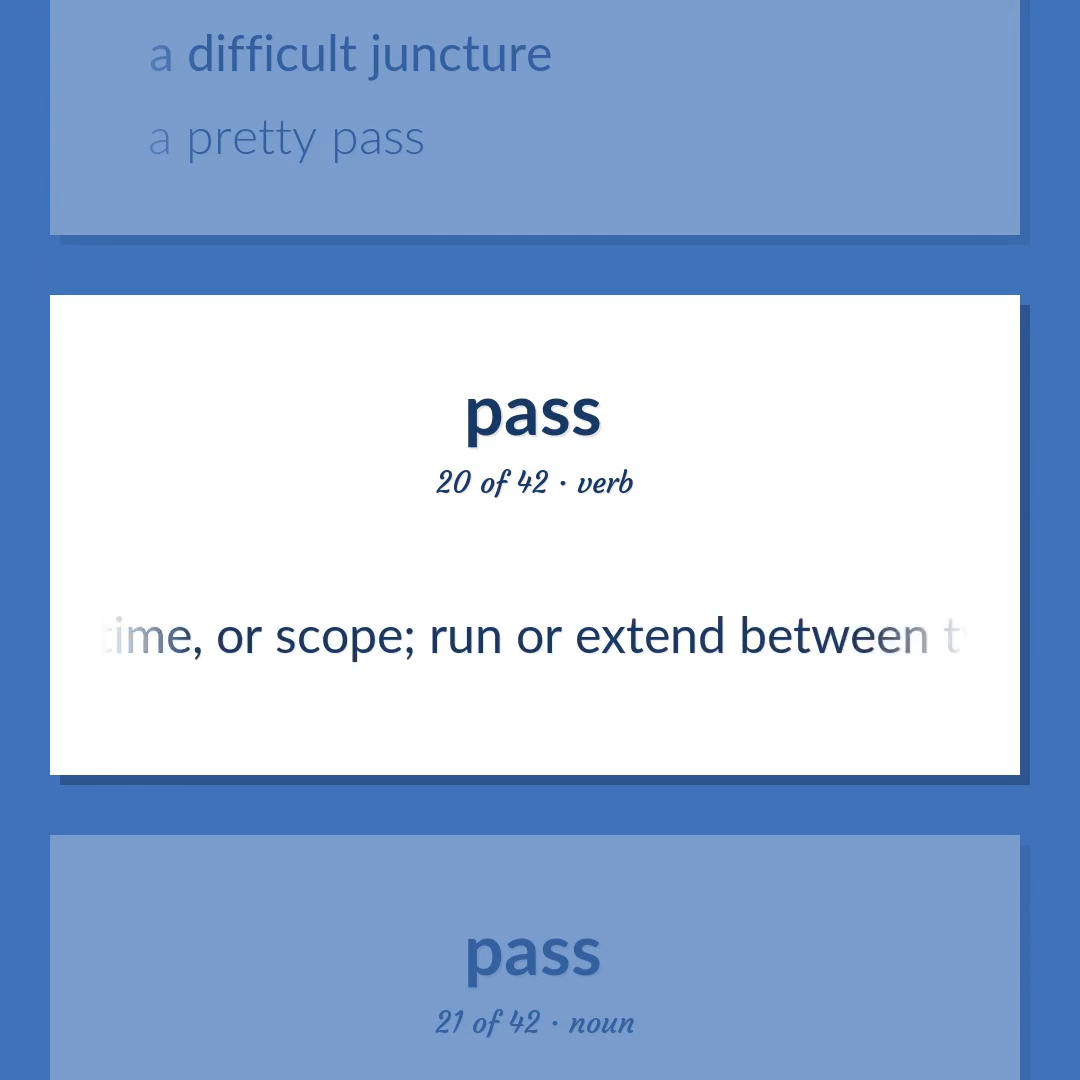 a difficult juncture
a pretty pass
pass
20 of 42 · verb
time, or scope; run or extend between
pass
21 of 42 · noun